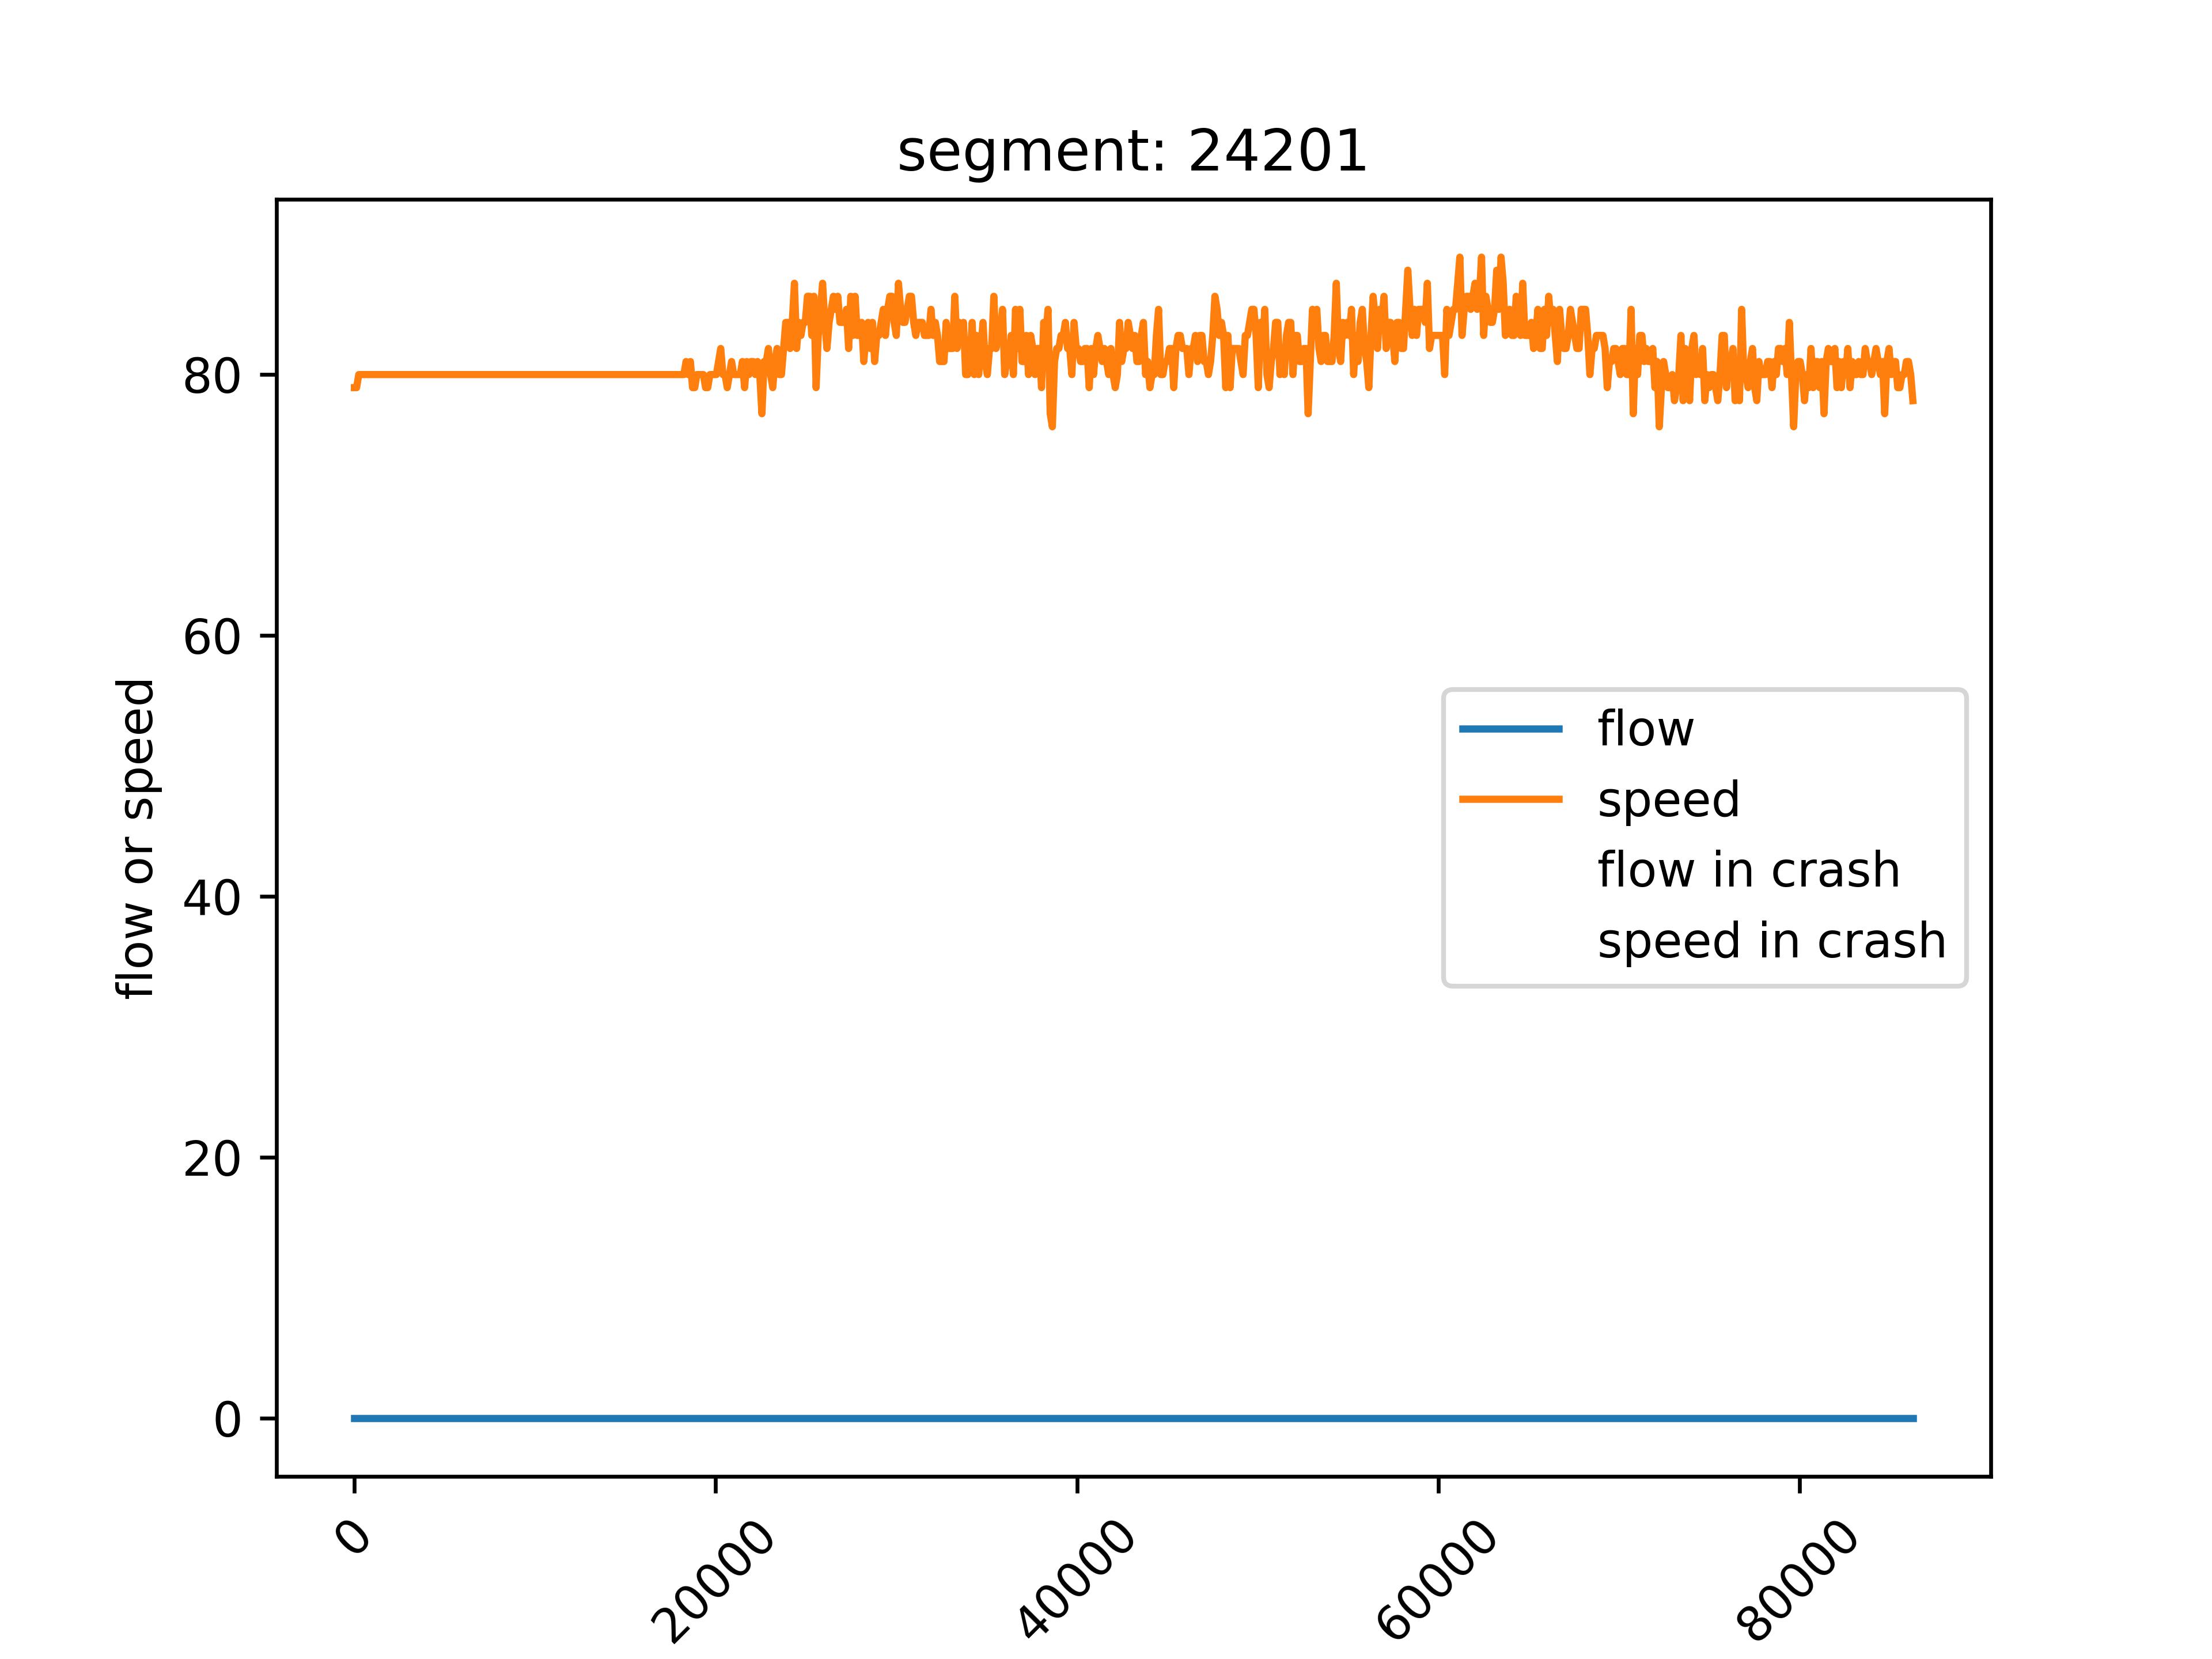 segment: 24201
flow or speed
80
60
40
20
0
flow
speed
flow in crash
speed in crash
0
20000
40000
60000
80000